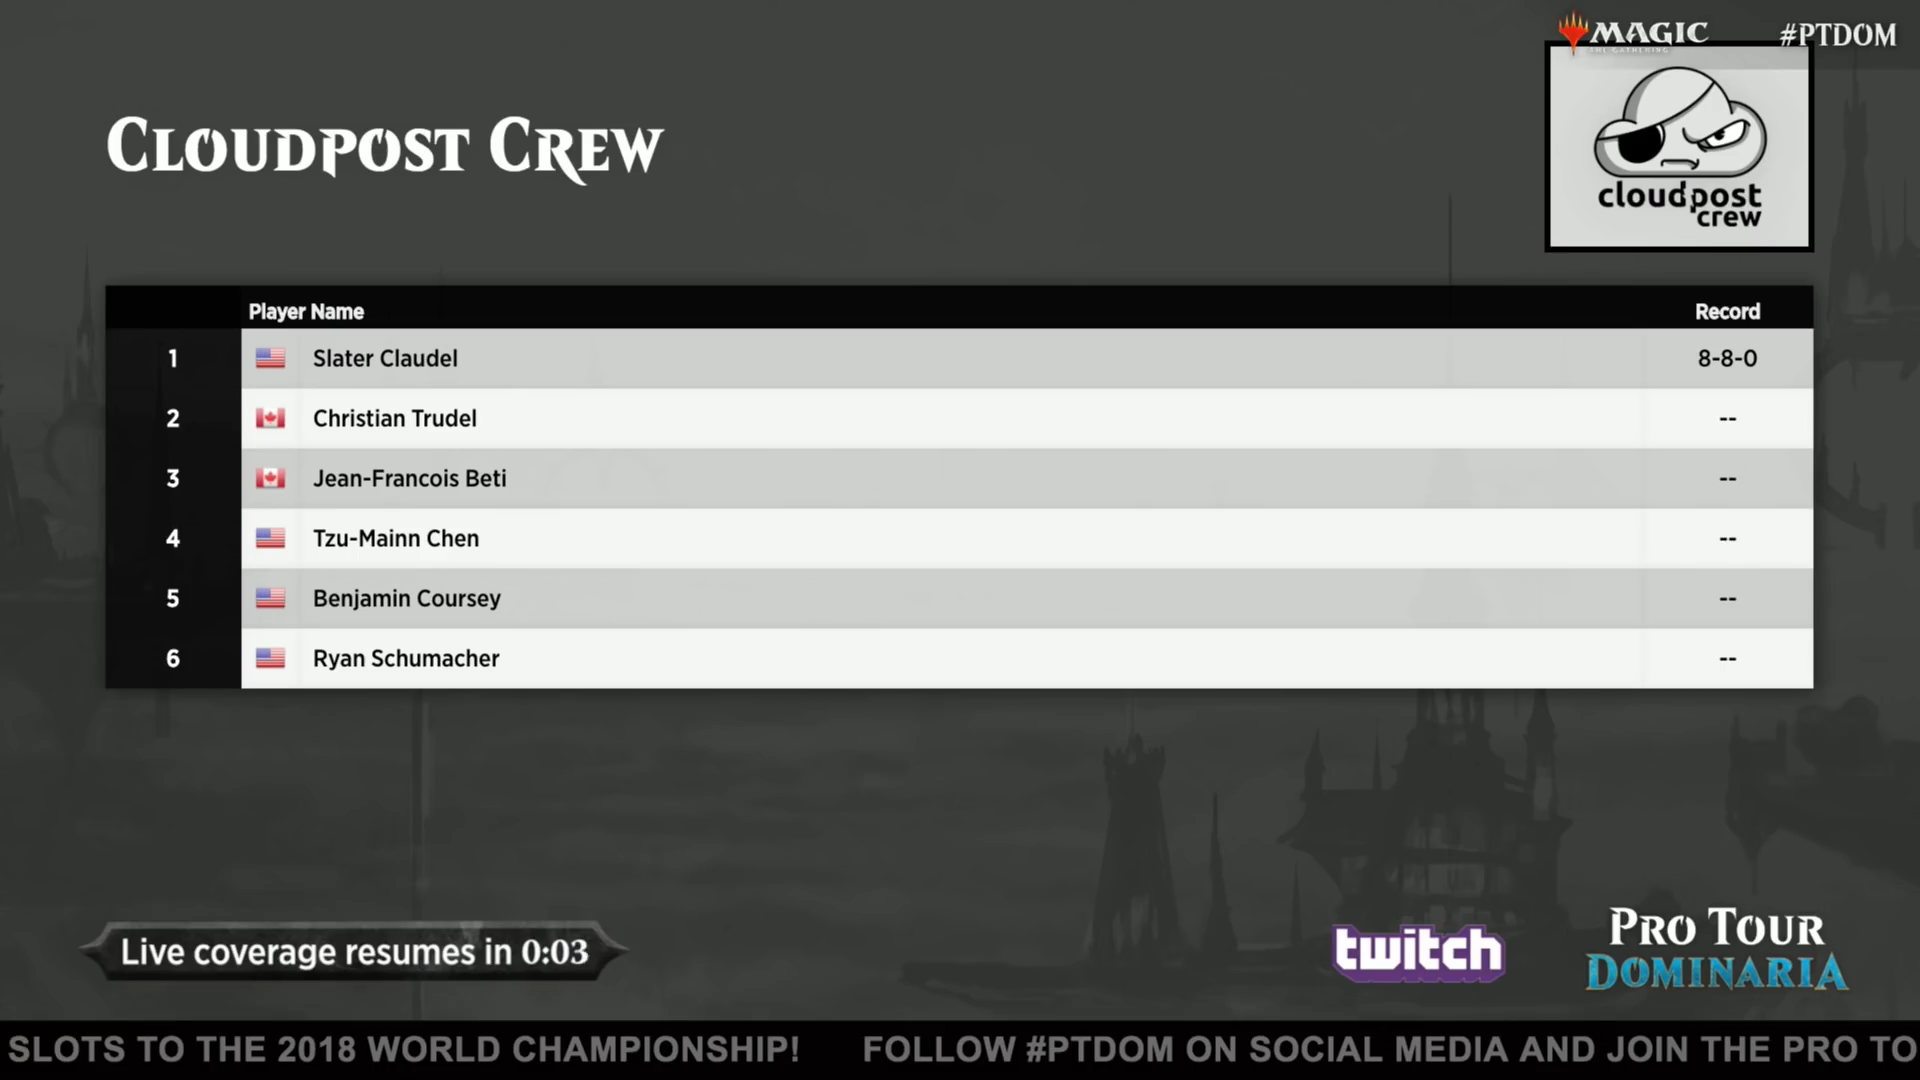 MAGIC
THE GATHERING
#PTDOM
CLOUDPOST CREW
cloudpost
crew
Player Name Record
1 Slater Claudel 8-8-0
2 Christian Trudel --
3 Jean-Francois Beti --
4 Tzu-Mainn Chen --
5 Benjamin Coursey --
6 Ryan Schumacher --
Live coverage resumes in 0:03
twitch
PRO TOUR
DOMINARIA
SLOTS TO THE 2018 WORLD CHAMPIONSHIP! FOLLOW #PTDOM ON SOCIAL MEDIA AND JOIN THE PRO TO